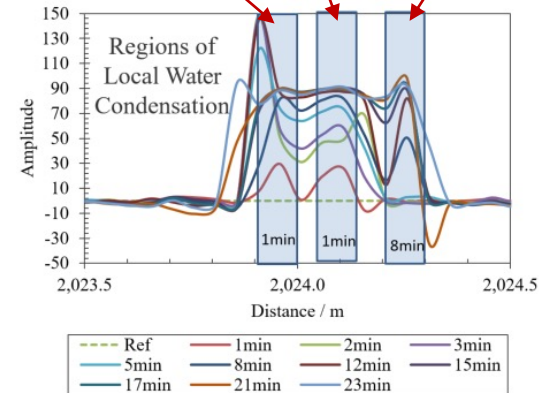 150
130
110
90
70
50
30
10
-10
-30
-50
Amplitude
Regions of
Local Water
Condensation
1min
1min
8min
2,023.5
2,024.0
2,024.5
Distance / m
Ref
1min
2min
3min
5min
8min
12min
15min
17min
21min
23min